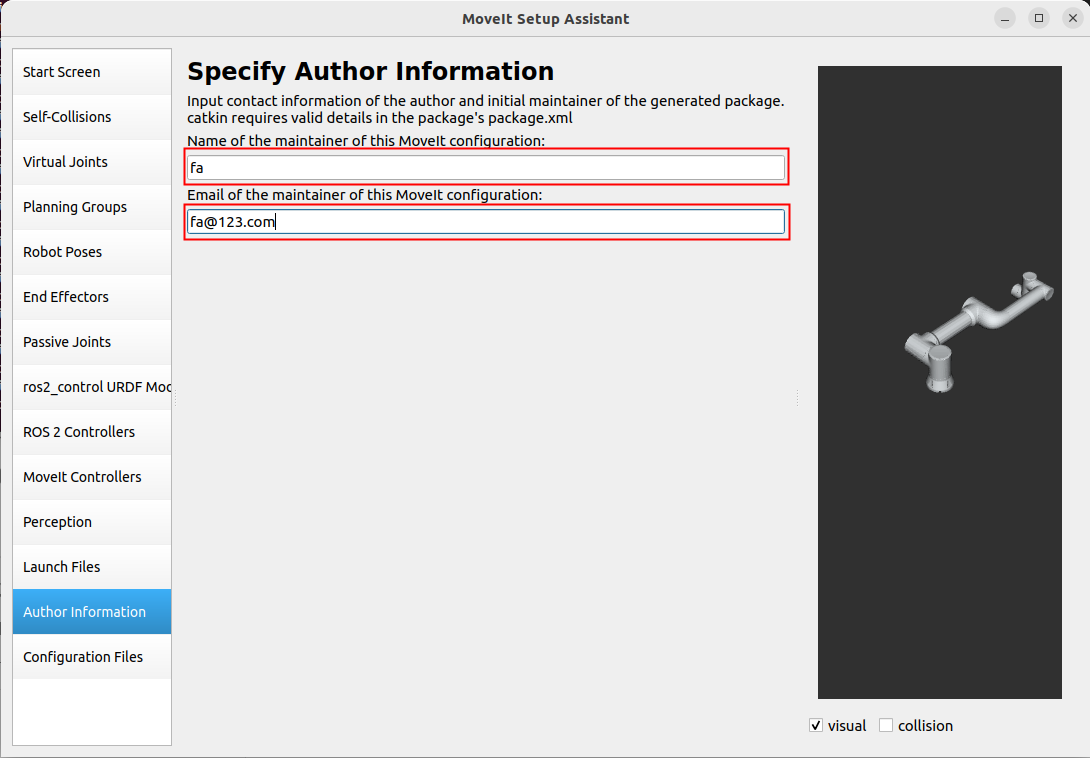 MoveIt Setup Assistant
Start Screen
Self-Collisions
Virtual Joints
Planning Groups
Robot Poses
End Effectors
Passive Joints
ros2_control URDF Moc
ROS 2 Controllers
MoveIt Controllers
Perception
Launch Files
Author Information
Configuration Files
Specify Author Information
Input contact information of the author and initial maintainer of the generated package.
catkin requires valid details in the package's package.xml
Name of the maintainer of this MoveIt configuration:
fa
Email of the maintainer of this MoveIt configuration:
fa@123.com
visual
collision